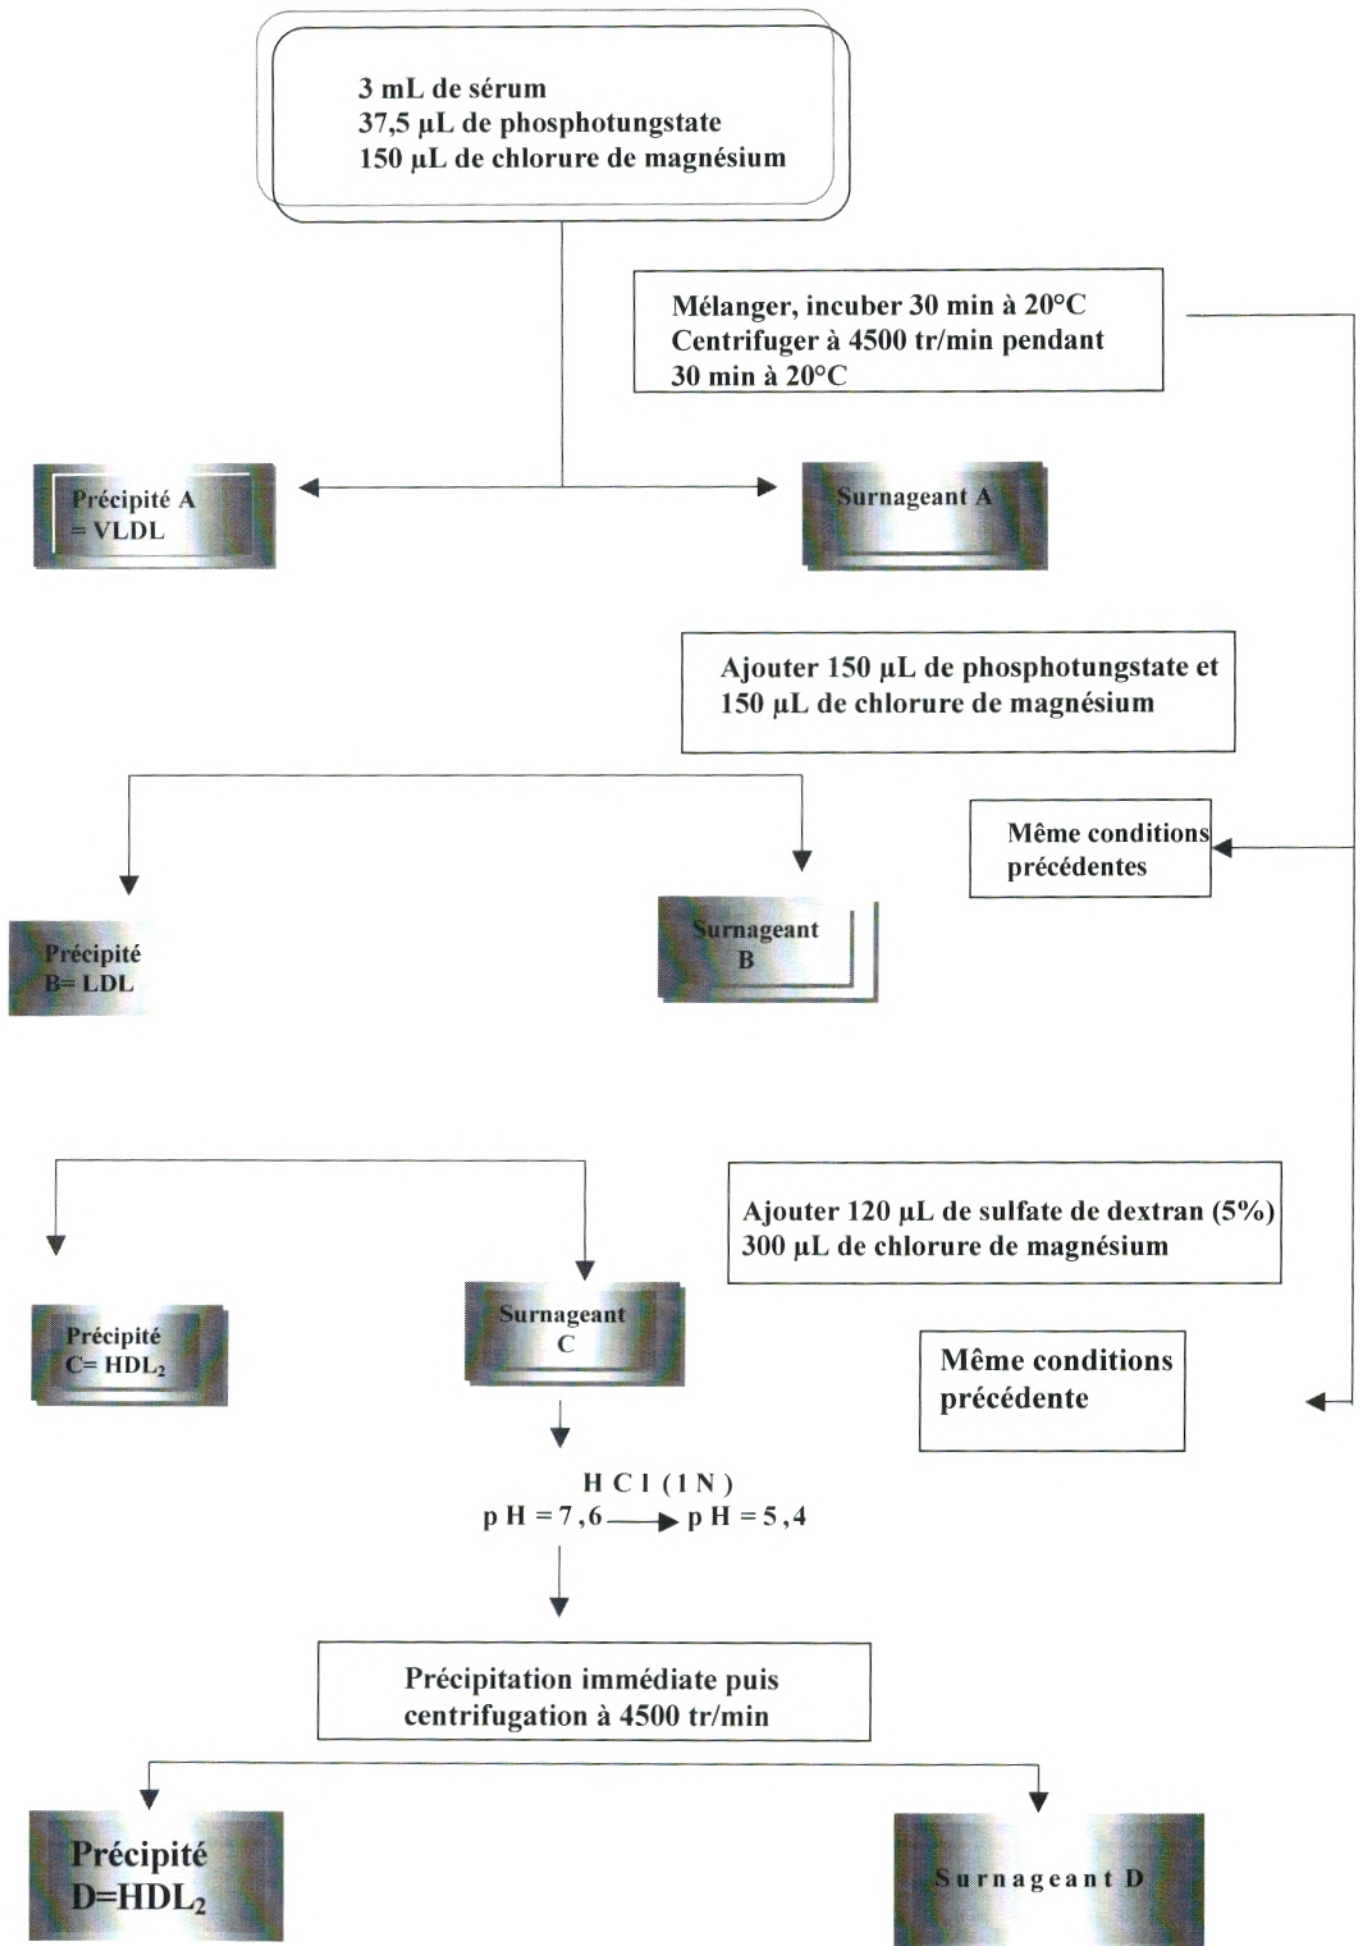 3 mL de sérum
37,5 µL de phosphotungstate
150 µL de chlorure de magnésium
Mélanger, incuber 30 min à 20°C
Centrifuger à 4500 tr/min pendant
30 min à 20°C
Précipité A
= VLDL
Surnageant A
Ajouter 150 µL de phosphotungstate et
150 µL de chlorure de magnésium
Même conditions
précédentes
Précipité
B= LDL
Surnageant
B
Ajouter 120 µL de sulfate de dextran (5%)
300 µL de chlorure de magnésium
Précipité
C= HDL₂
Surnageant
C
Même conditions
précédente
HCl (1N)
pH =7,6 → pH =5,4
Précipitation immédiate puis
centrifugation à 4500 tr/min
Précipité
D=HDL₂
Surnageant D